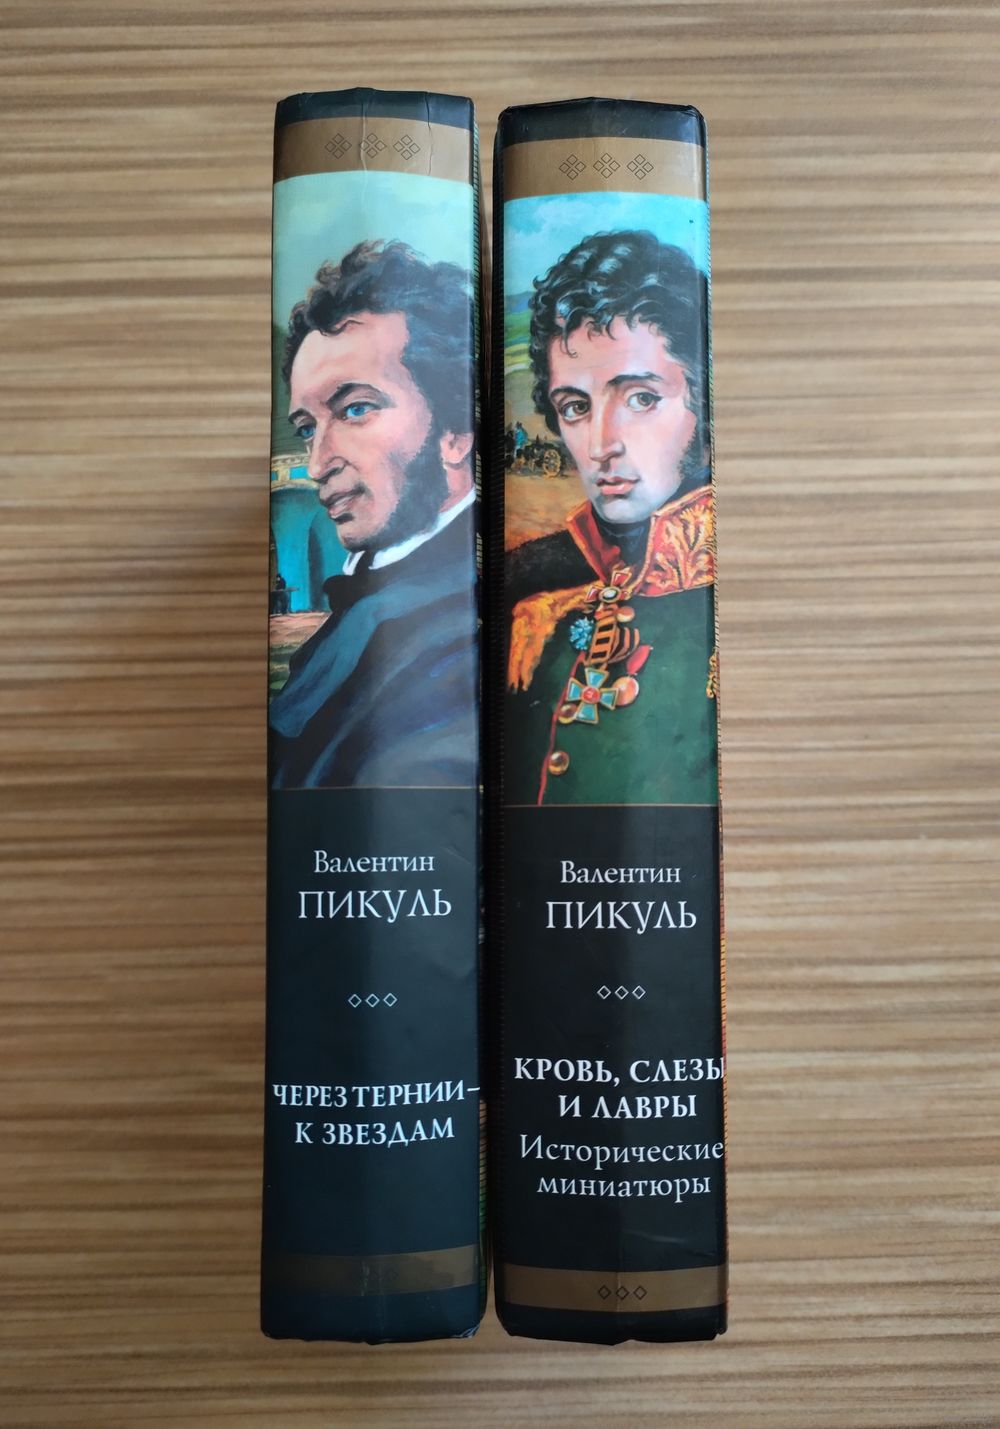 Валентин
ПИКУЛЬ
ЧЕРЕЗ ТЕРНИИ –
К ЗВЕЗДАМ
Валентин
ПИКУЛЬ
КРОВЬ, СЛЕЗЫ
И ЛАВРЫ
Исторические
миниатюры